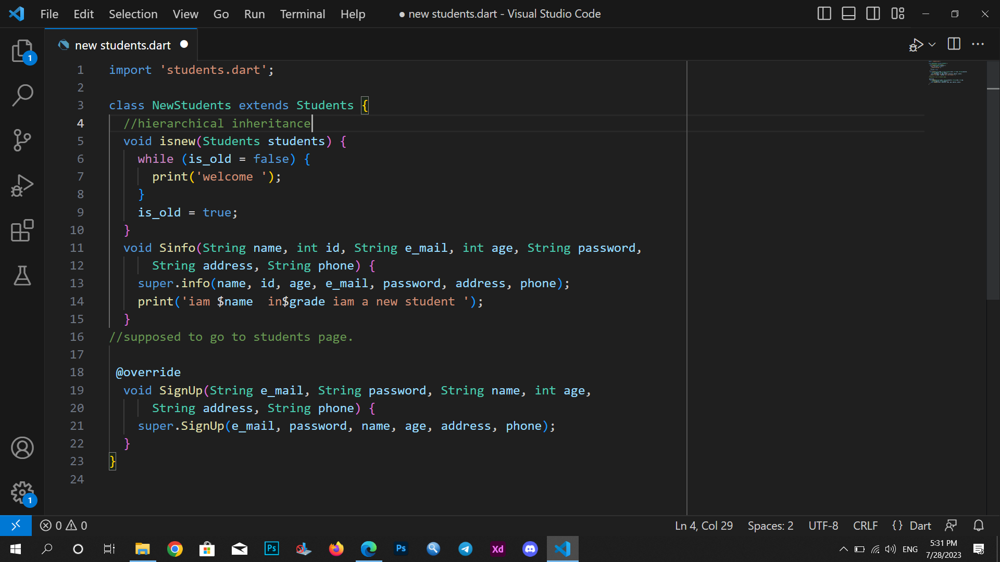 File Edit Selection View Go Run Terminal Help ● new students.dart - Visual Studio Code
new students.dart
1
1 import 'students.dart';
2
3 class NewStudents extends Students {
4 //hierarchical inheritance
5 void isnew(Students students) {
6 while (is_old = false) {
7 print('welcome ');
8 }
9 is_old = true;
10 }
11 void Sinfo(String name, int id, String e_mail, int age, String password,
12 String address, String phone) {
13 super.info(name, id, age, e_mail, password, address, phone);
14 print('iam $name  in$grade iam a new student ');
15 }
16 //supposed to go to students page.
17
18 @override
19 void SignUp(String e_mail, String password, String name, int age,
20 String address, String phone) {
21 super.SignUp(e_mail, password, name, age, address, phone);
22 }
23 }
24
1
0 0 Ln 4, Col 29 Spaces: 2 UTF-8 CRLF {} Dart
Ps Ps Xd ENG 5:31 PM
7/28/2023